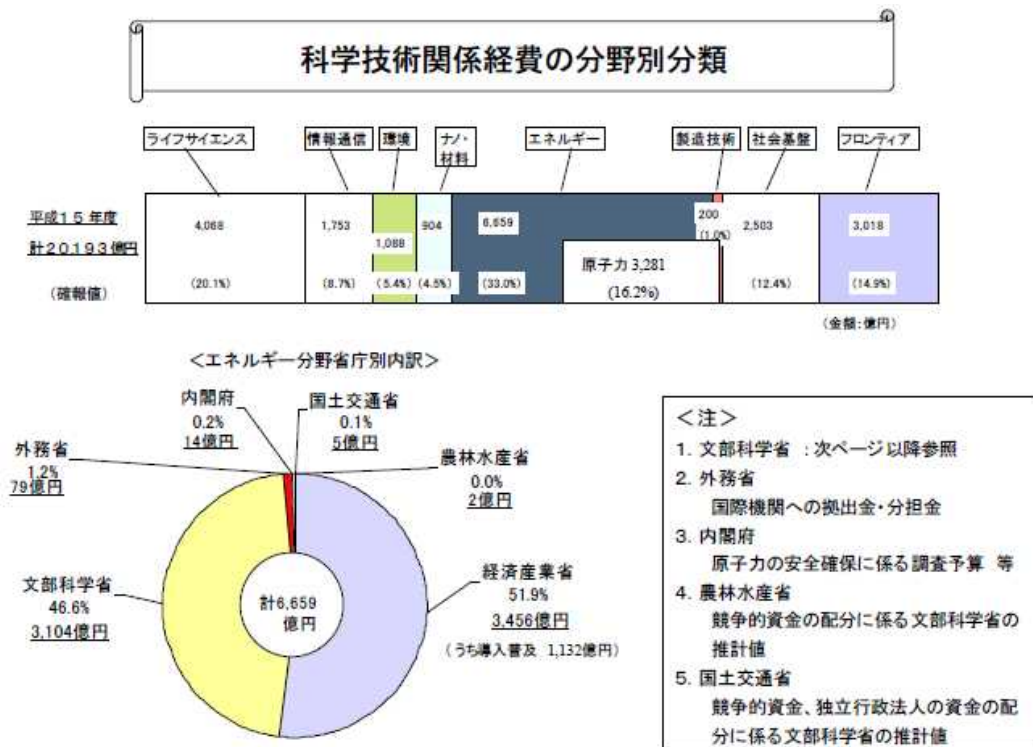 科学技術関係経費の分野別分類
ライフサイエンス
情報通信
環境
ナノ・
材料
エネルギー
製造技術
社会基盤
フロンティア
平成15年度
計20193億円
(確報値)
4,068
(20.1%)
1,753
(8.7%)
1,088
(5.4%)
904
(4.5%)
6,659
(33.0%)
原子力 3,281
(16.2%)
200
(1.0%)
2,503
(12.4%)
3,018
(14.9%)
(金額:億円)
<エネルギー分野省庁別内訳>
内閣府
0.2%
14億円
国土交通省
0.1%
5億円
外務省
1.2%
79億円
農林水産省
0.0%
2億円
文部科学省
46.6%
3,104億円
計6,659
億円
経済産業省
51.9%
3,456億円
(うち導入普及 1,132億円)
<注>
1. 文部科学省 :次ページ以降参照
2. 外務省
国際機関への拠出金・分担金
3. 内閣府
原子力の安全確保に係る調査予算 等
4. 農林水産省
競争的資金の配分に係る文部科学省の
推計値
5. 国土交通省
競争的資金、独立行政法人の資金の配
分に係る文部科学省の推計値